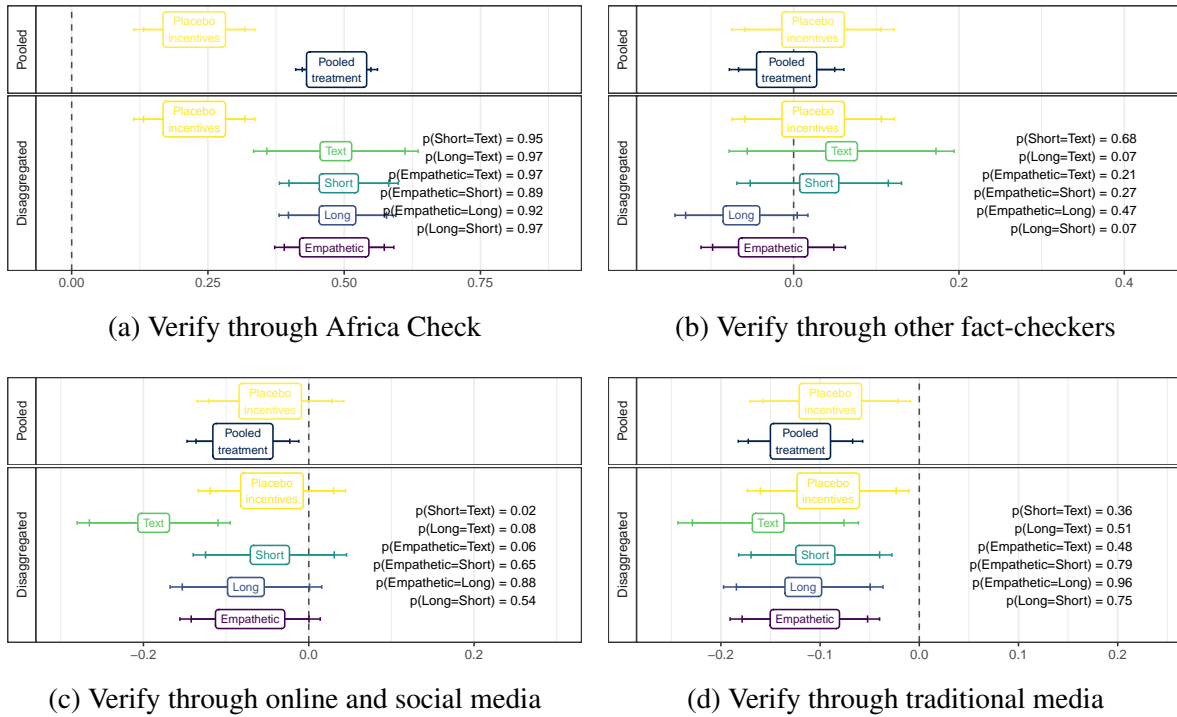 Pooled
Placebo
incentives
Pooled
treatment
Disaggregated
Placebo
incentives
Text
Short
Long
Empathetic
p(Short=Text) = 0.95
p(Long=Text) = 0.97
p(Empathetic=Text) = 0.97
p(Empathetic=Short) = 0.89
p(Empathetic=Long) = 0.92
p(Long=Short) = 0.97
0.00 0.25 0.50 0.75
(a) Verify through Africa Check
Pooled
Placebo
incentives
Pooled
treatment
Disaggregated
Placebo
incentives
Text
Short
Long
Empathetic
p(Short=Text) = 0.68
p(Long=Text) = 0.07
p(Empathetic=Text) = 0.21
p(Empathetic=Short) = 0.27
p(Empathetic=Long) = 0.47
p(Long=Short) = 0.07
0.0 0.2 0.4
(b) Verify through other fact-checkers
Pooled
Placebo
incentives
Pooled
treatment
Disaggregated
Placebo
incentives
Text
Short
Long
Empathetic
p(Short=Text) = 0.02
p(Long=Text) = 0.08
p(Empathetic=Text) = 0.06
p(Empathetic=Short) = 0.65
p(Empathetic=Long) = 0.88
p(Long=Short) = 0.54
−0.2 0.0 0.2
(c) Verify through online and social media
Pooled
Placebo
incentives
Pooled
treatment
Disaggregated
Placebo
incentives
Text
Short
Long
Empathetic
p(Short=Text) = 0.36
p(Long=Text) = 0.51
p(Empathetic=Text) = 0.48
p(Empathetic=Short) = 0.79
p(Empathetic=Long) = 0.96
p(Long=Short) = 0.75
−0.2 −0.1 0.0 0.1 0.2
(d) Verify through traditional media